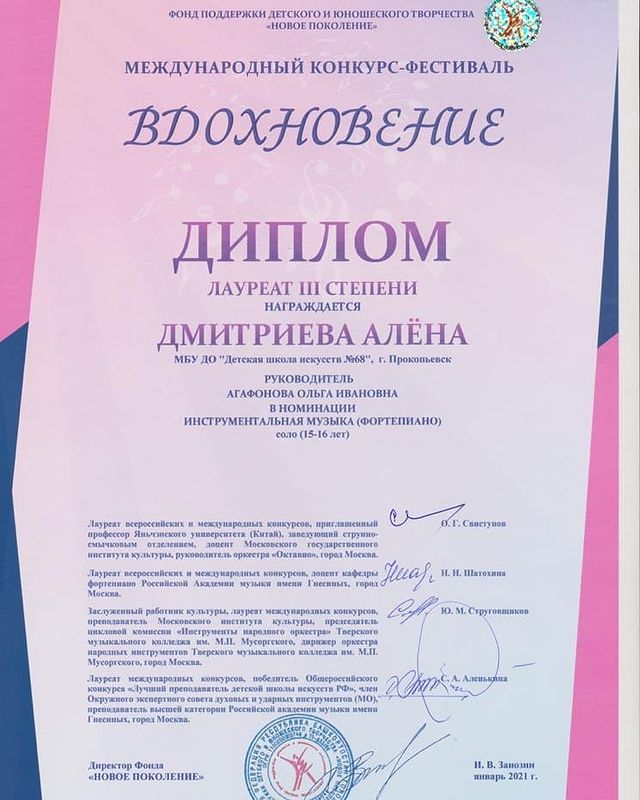 ФОНД ПОДДЕРЖКИ ДЕТСКОГО И ЮНОШЕСКОГО ТВОРЧЕСТВА
«НОВОЕ ПОКОЛЕНИЕ»
МЕЖДУНАРОДНЫЙ КОНКУРС-ФЕСТИВАЛЬ
ВДОХНОВЕНИЕ
ДИПЛОМ
ЛАУРЕАТ III СТЕПЕНИ
НАГРАЖДАЕТСЯ
ДМИТРИЕВА АЛЁНА
МБУ ДО "Детская школа искусств №68", г. Прокопьевск
РУКОВОДИТЕЛЬ
АГАФОНОВА ОЛЬГА ИВАНОВНА
В НОМИНАЦИИ
ИНСТРУМЕНТАЛЬНАЯ МУЗЫКА (ФОРТЕПИАНО)
соло (15-16 лет)
Лауреат всероссийских и международных конкурсов, приглашенный
профессор Яньчэнского университета (Китай), заведующий струнно-
смычковым отделением, доцент Московского государственного
института культуры, руководитель оркестра «Октавио», город Москва.
О. Г. Свистунов
Лауреат всероссийских и международных конкурсов, доцент кафедры
фортепиано Российской Академии музыки имени Гнесиных, город
Москва.
Н. Н. Шатохина
Заслуженный работник культуры, лауреат международных конкурсов,
преподаватель Московского института культуры, председатель
цикловой комиссии «Инструменты народного оркестра» Тверского
музыкального колледжа им. М.П. Мусоргского, дирижер оркестра
народных инструментов Тверского музыкального колледжа им. М.П.
Мусоргского, город Москва.
Ю. М. Струговщиков
Лауреат международных конкурсов, победитель Общероссийского
конкурса «Лучший преподаватель детской школы искусств РФ», член
Окружного экспертного совета духовых и ударных инструментов (МО),
преподаватель высшей категории Российской академии музыки имени
Гнесиных, город Москва.
С. А. Аленькина
Директор Фонда
«НОВОЕ ПОКОЛЕНИЕ»
И. В. Занозин
январь 2021 г.